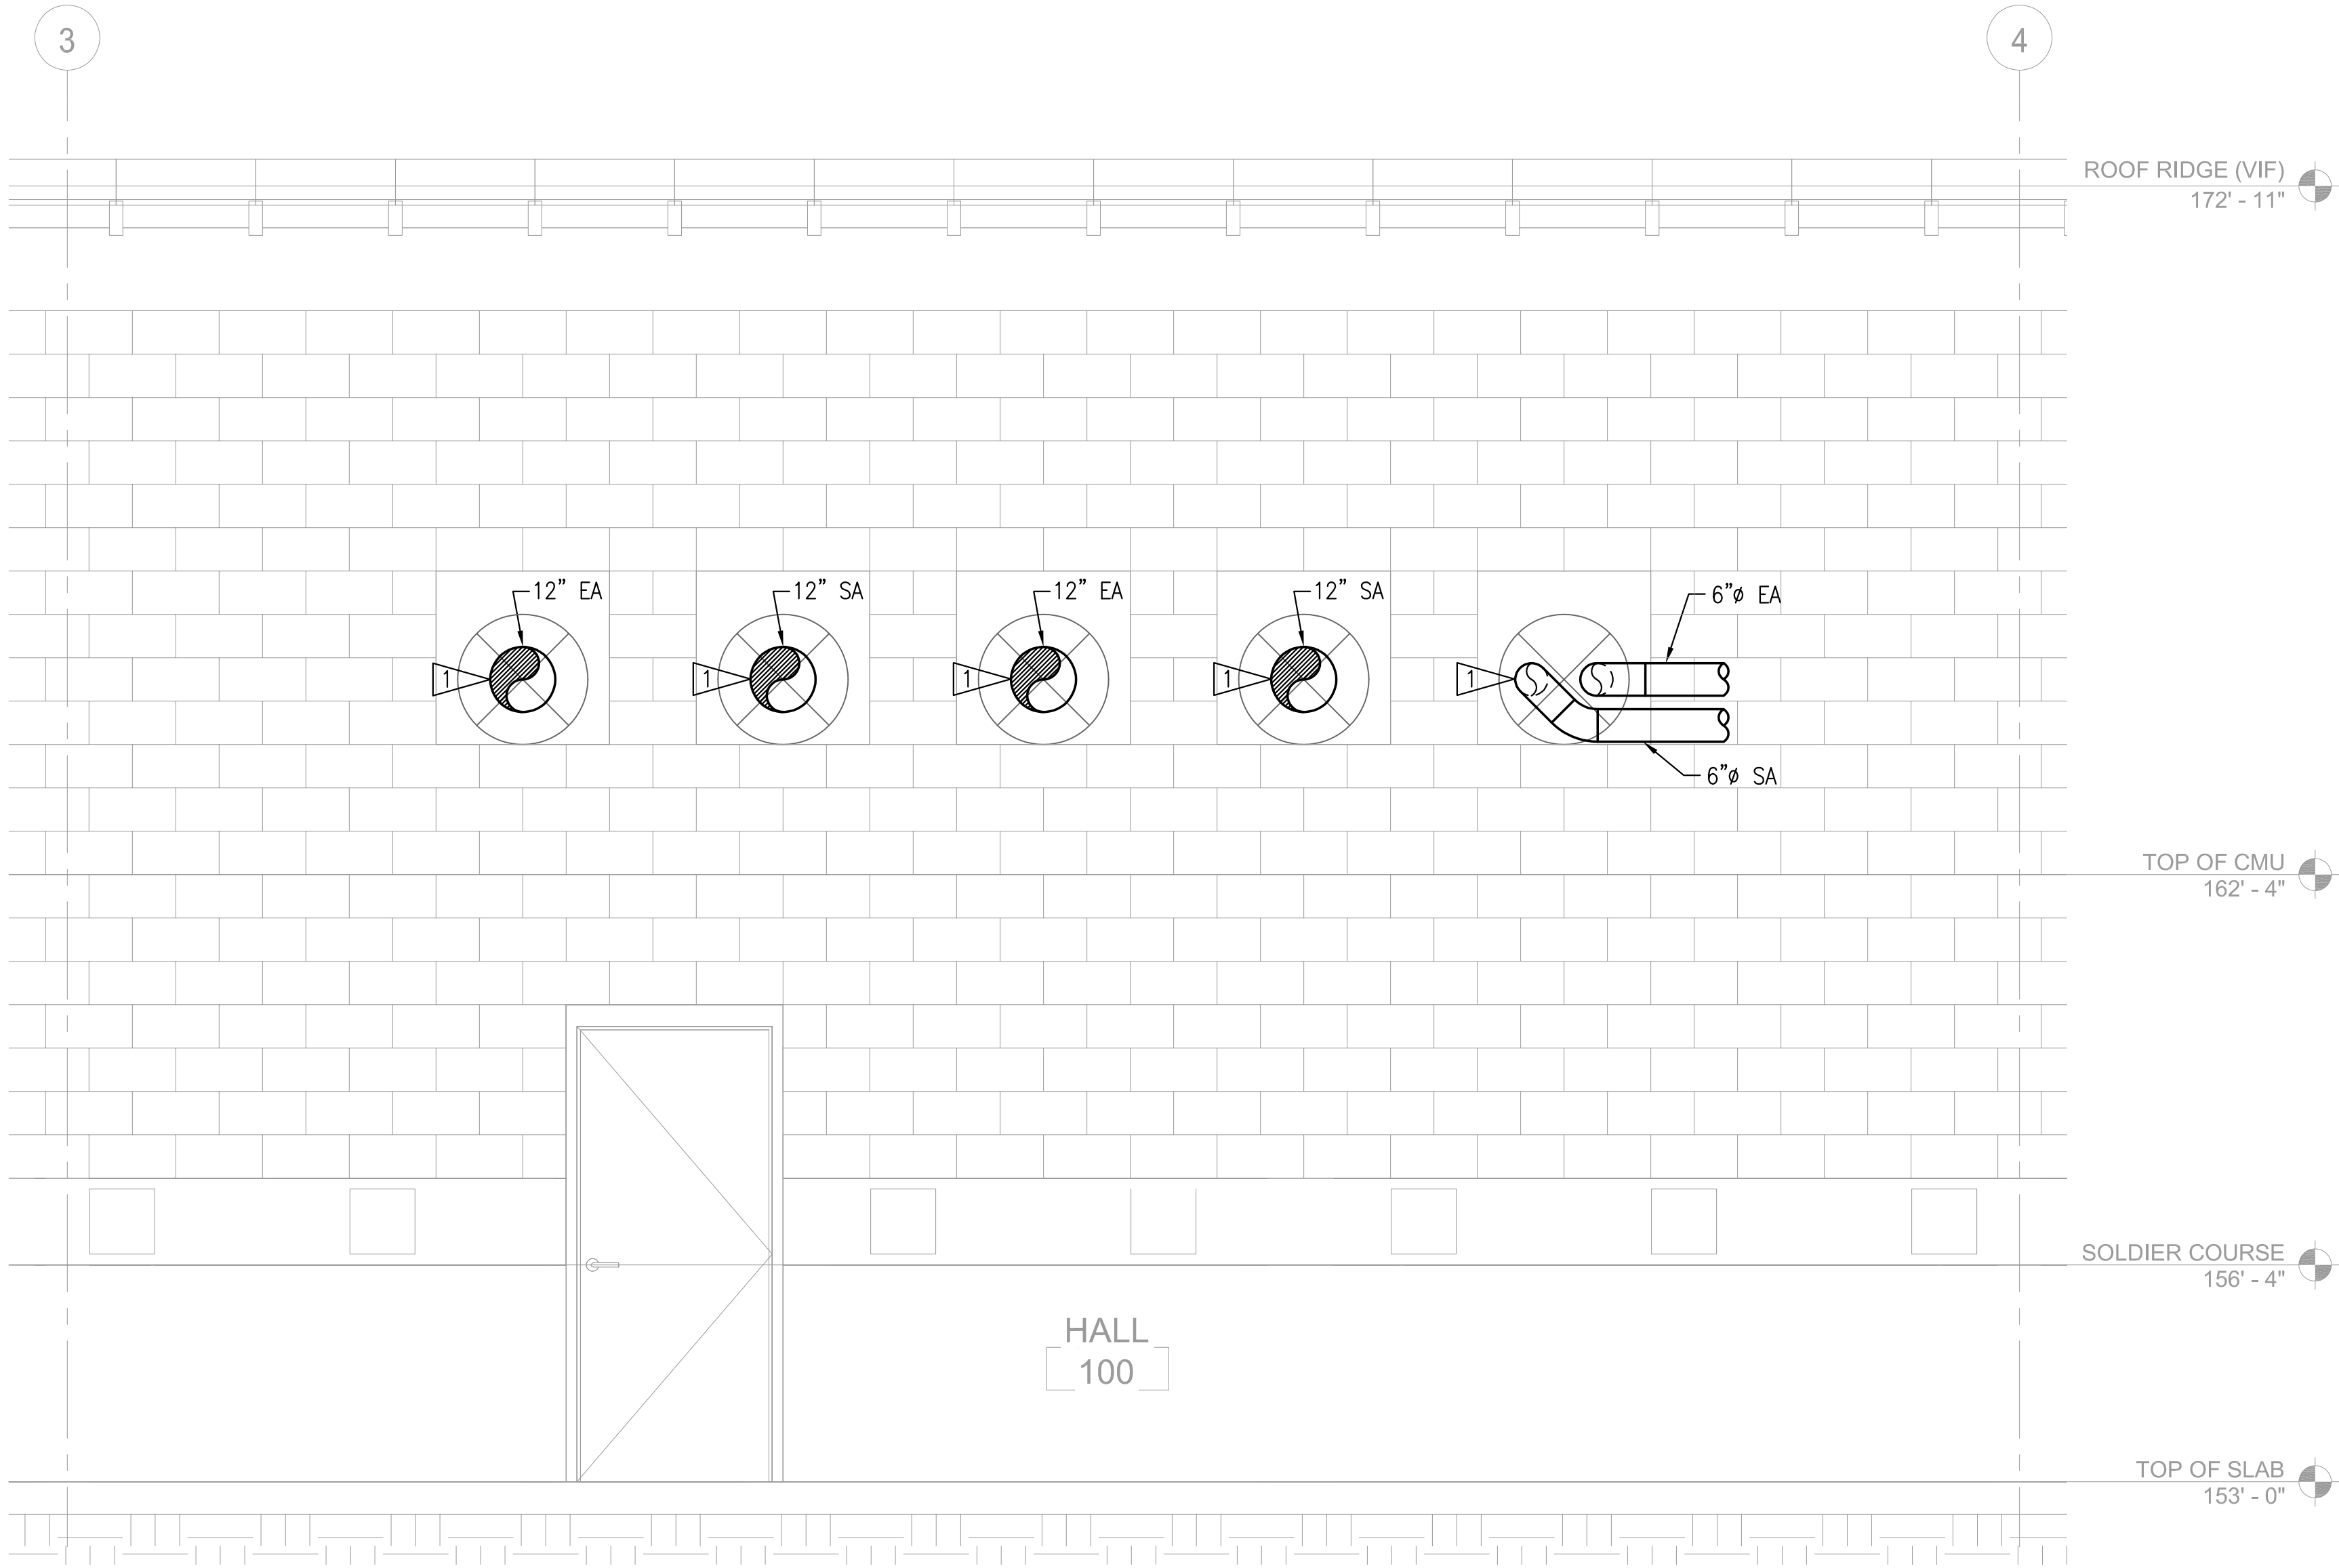 3
4
ROOF RIDGE (VIF)
172' - 11"
12” EA
12” SA
12” EA
12” SA
6”ø EA
1
1
1
1
1
6”ø SA
TOP OF CMU
162' - 4"
SOLDIER COURSE
156' - 4"
HALL
100
TOP OF SLAB
153' - 0"